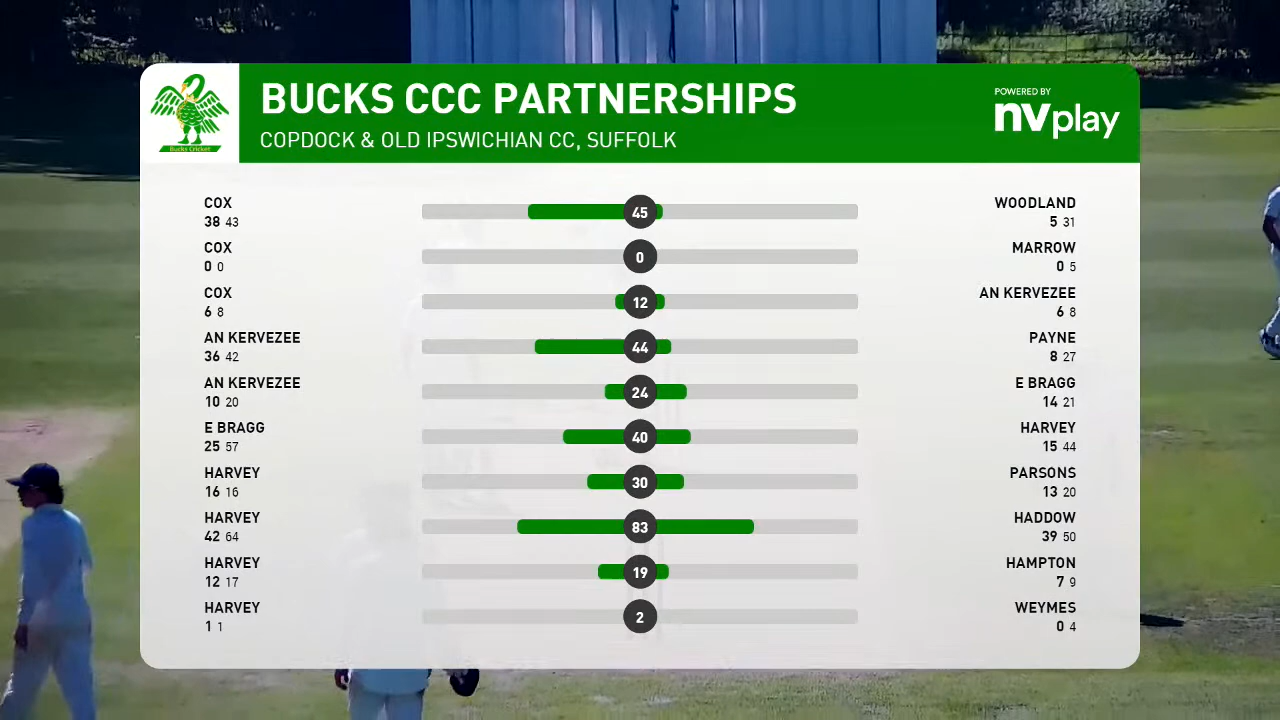 BUCKS CCC PARTNERSHIPS
COPDOCK & OLD IPSWICHIAN CC, SUFFOLK
POWERED BY
nvplay
Bucks Cricket
COX 45 WOODLAND
38 43 5 31
COX 0 MARROW
0 0 0 5
COX 12 AN KERVEZEE
6 8 6 8
AN KERVEZEE 44 PAYNE
36 42 8 27
AN KERVEZEE 24 E BRAGG
10 20 14 21
E BRAGG 40 HARVEY
25 57 15 44
HARVEY 30 PARSONS
16 16 13 20
HARVEY 83 HADDOW
42 64 39 50
HARVEY 19 HAMPTON
12 17 7 9
HARVEY 2 WEYMES
1 1 0 4